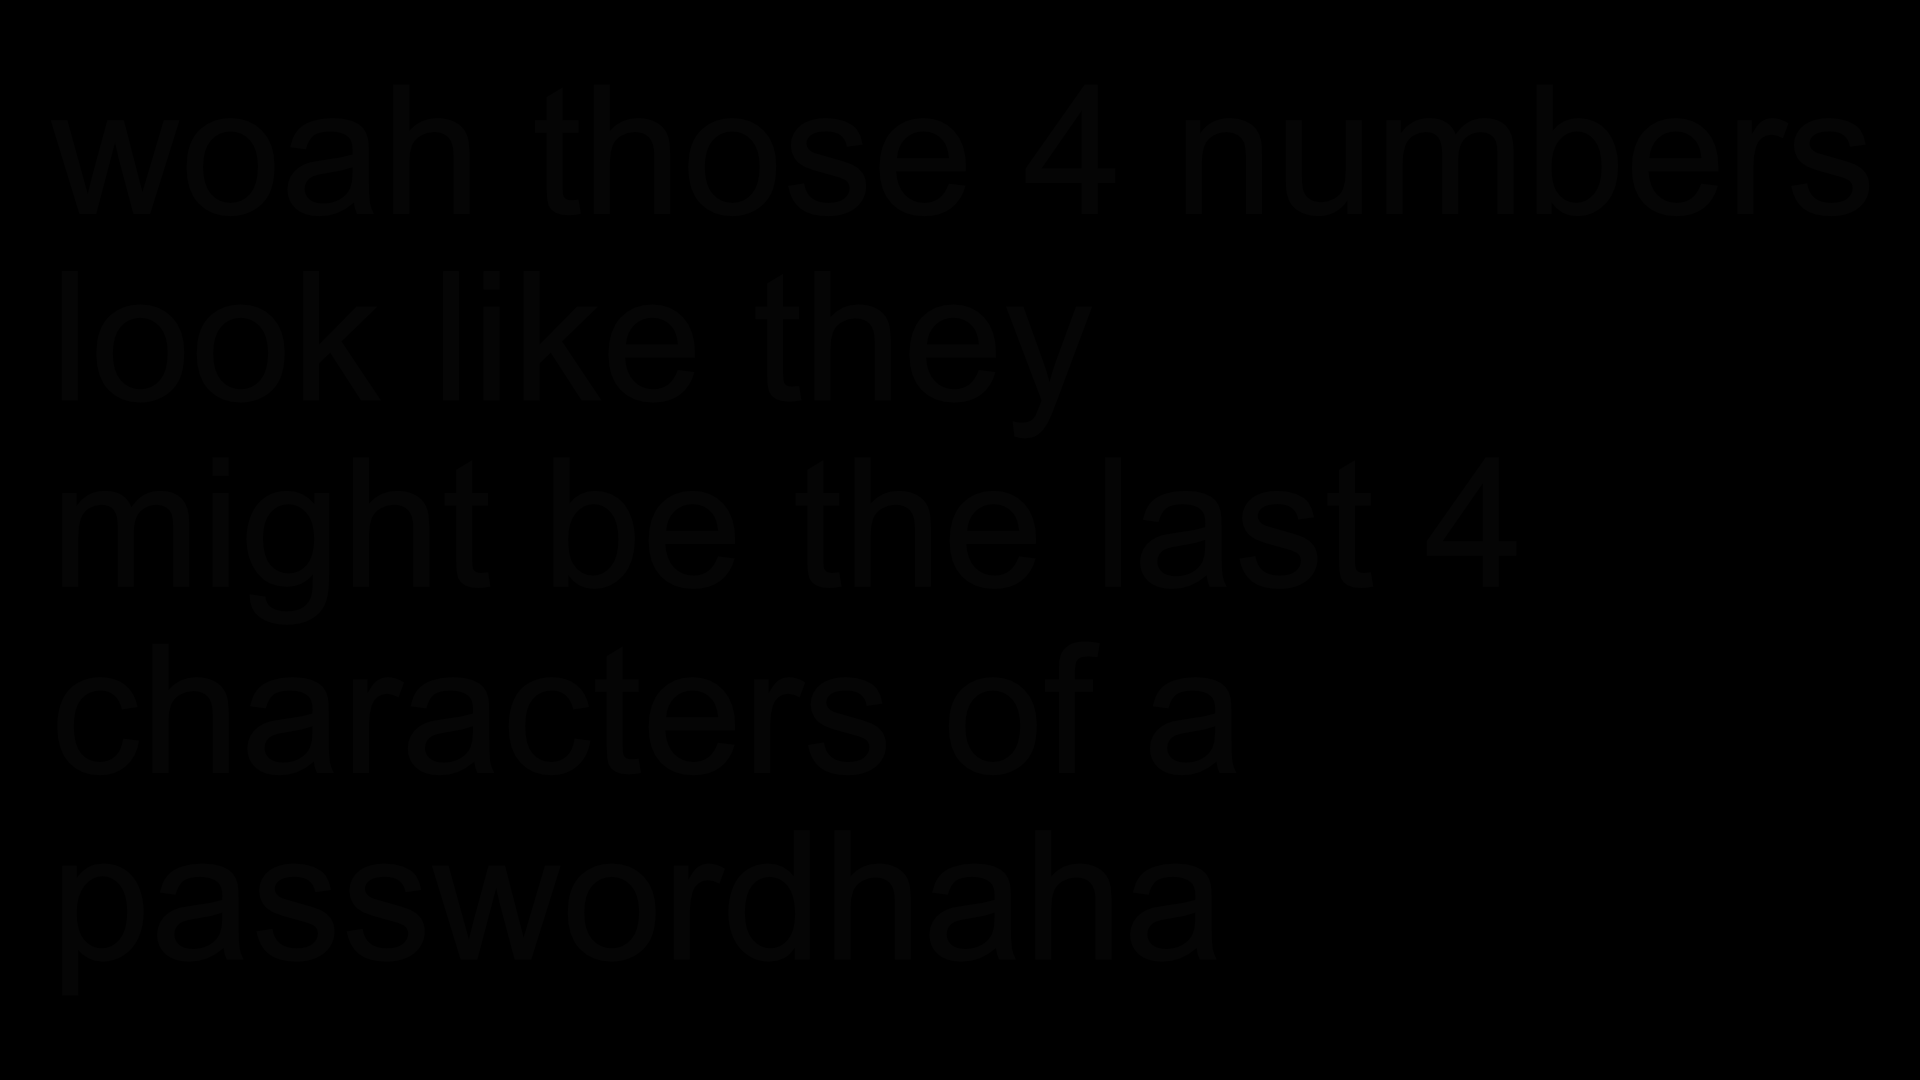 woah those 4 numbers
look like they
might be the last 4
characters of a
passwordhaha